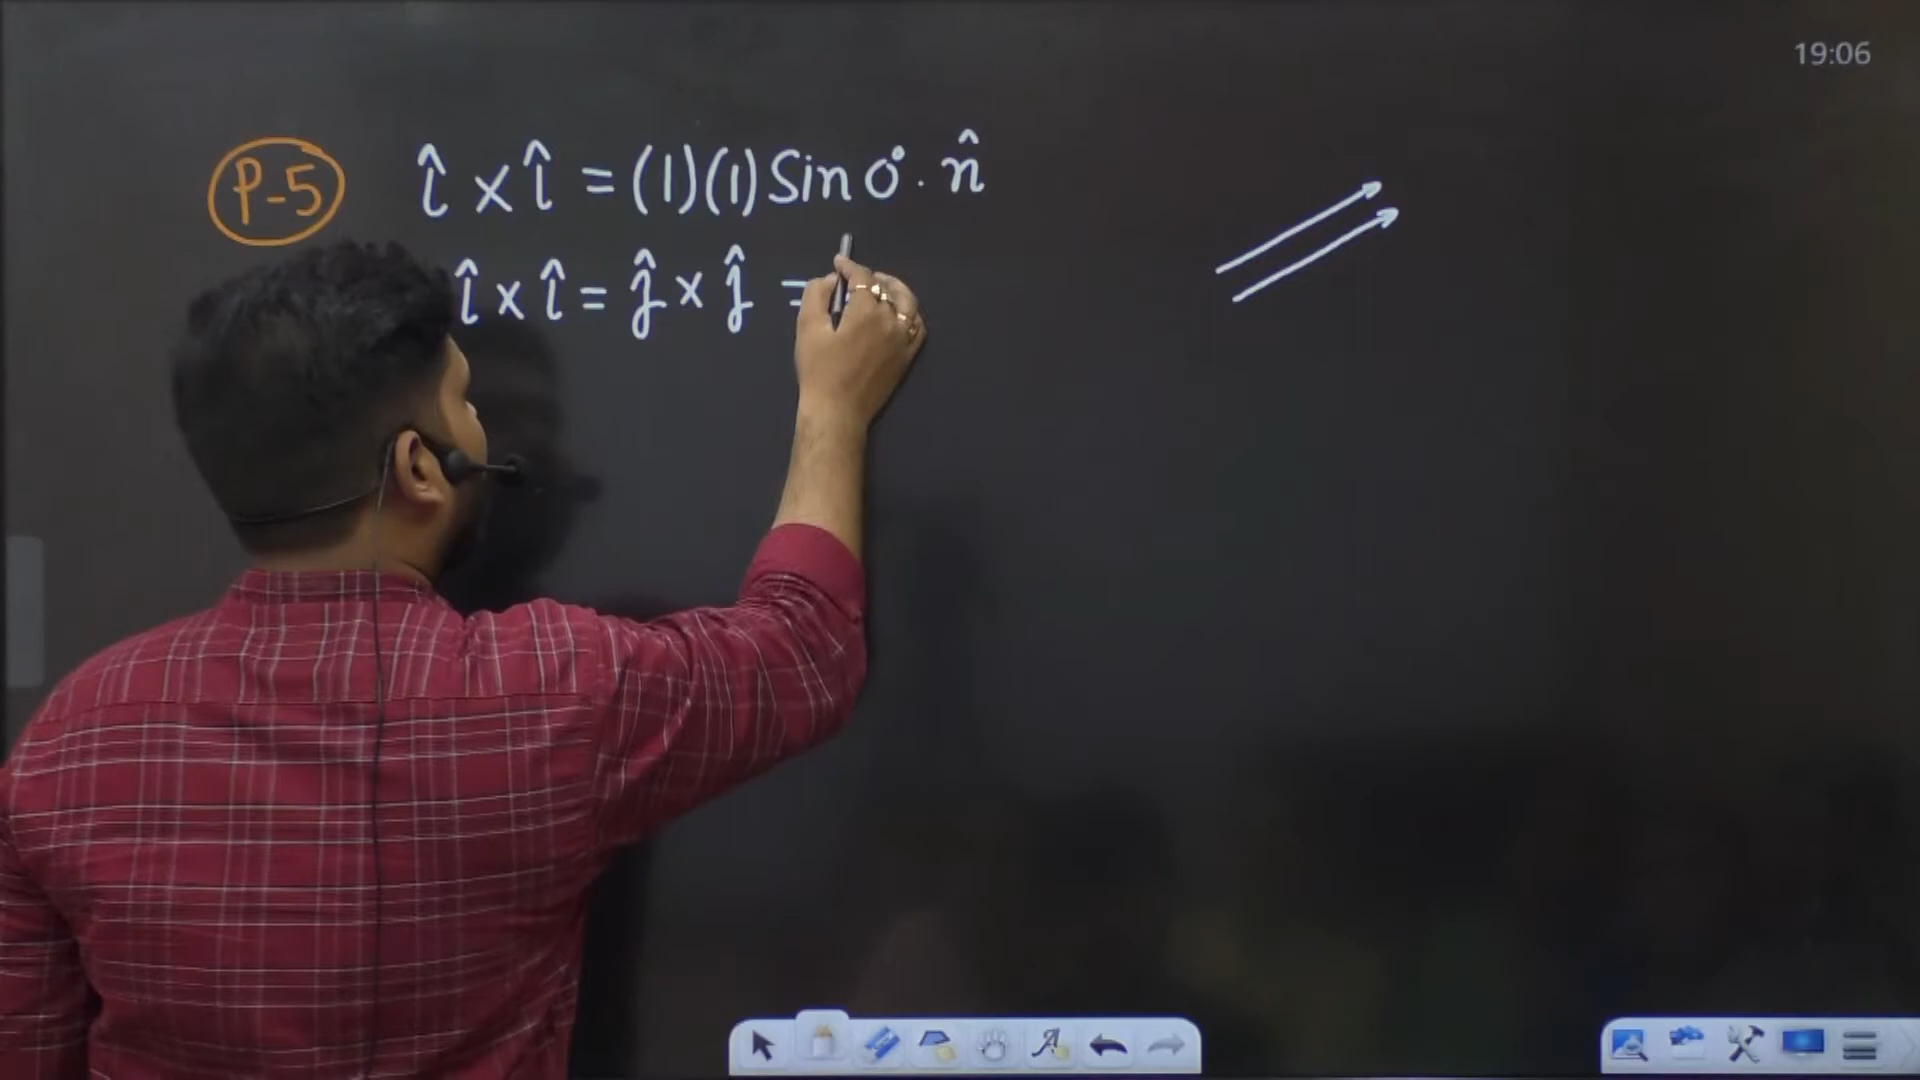 19:06
P-5 î × î = (1)(1) Sin 0° . n̂
î × î = ĵ × ĵ =